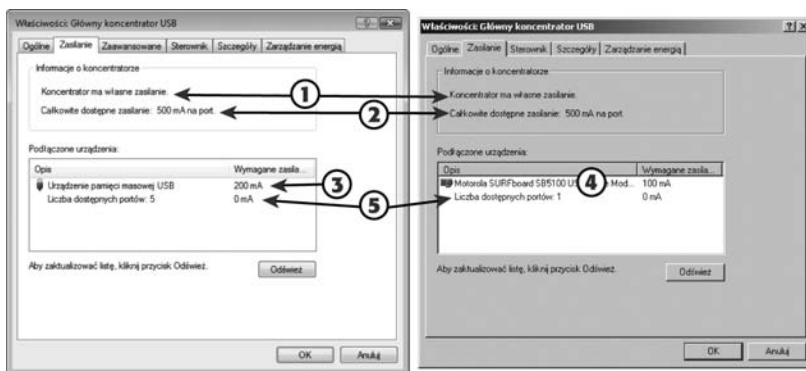 Właściwości: Główny koncentrator USB
Ogólne Zasilanie Zaawansowane Sterownik Szczegóły Zarządzanie energią
Informacje o koncentratorze
Koncentrator ma własne zasilanie.
Całkowite dostępne zasilanie: 500 mA na port.
Podłączone urządzenia:
Opis Wymagane zasila...
Urządzenie pamięci masowej USB 200 mA
Liczba dostępnych portów: 5 0 mA
Aby zaktualizować listę, kliknij przycisk Odśwież. Odśwież
OK Anuluj
1
2
3
4
5
Właściwości: Główny koncentrator USB
Ogólne Zasilanie Sterownik Szczegóły Zarządzanie energią
Informacje o koncentratorze
Koncentrator ma własne zasilanie.
Całkowite dostępne zasilanie: 500 mA na port.
Podłączone urządzenia:
Opis Wymagane zasila...
Motorola SURFboard SB5100 Mod... 100 mA
Liczba dostępnych portów: 1 0 mA
Aby zaktualizować listę, kliknij przycisk Odśwież. Odśwież
OK Anuluj